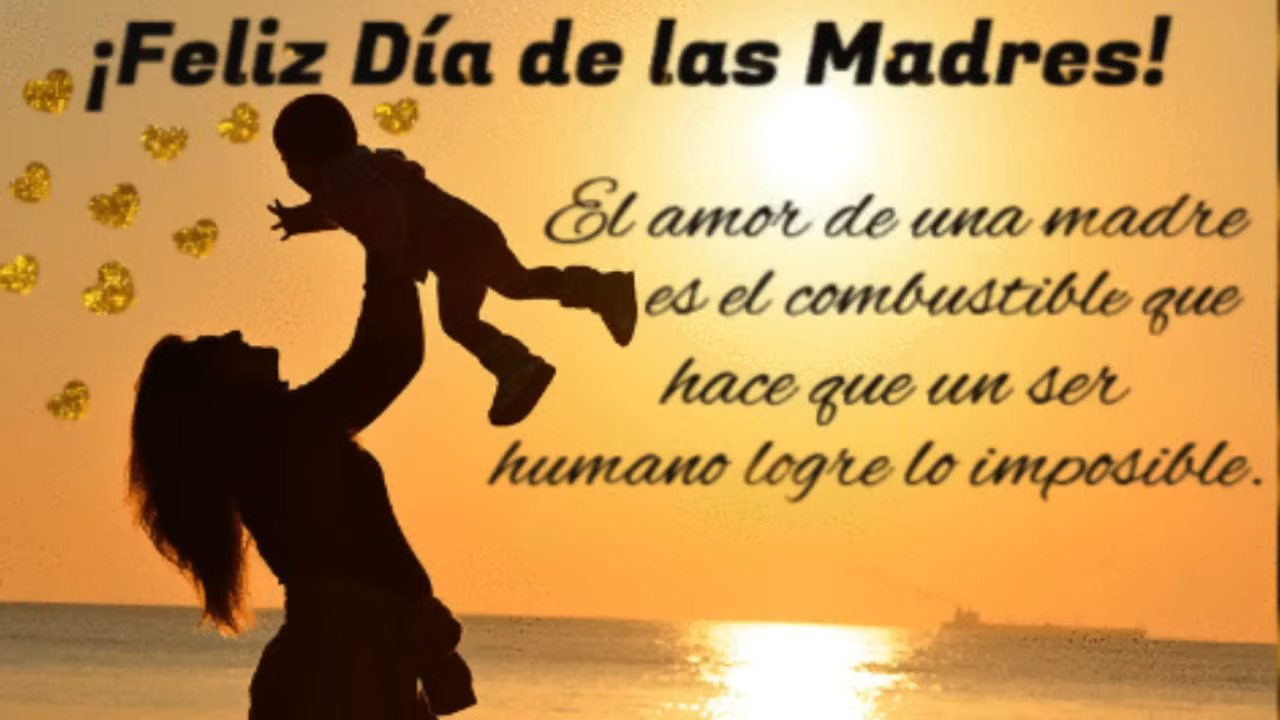 ¡Feliz Día de las Madres!
El amor de una madre
es el combustible que
hace que un ser
humano logre lo imposible.